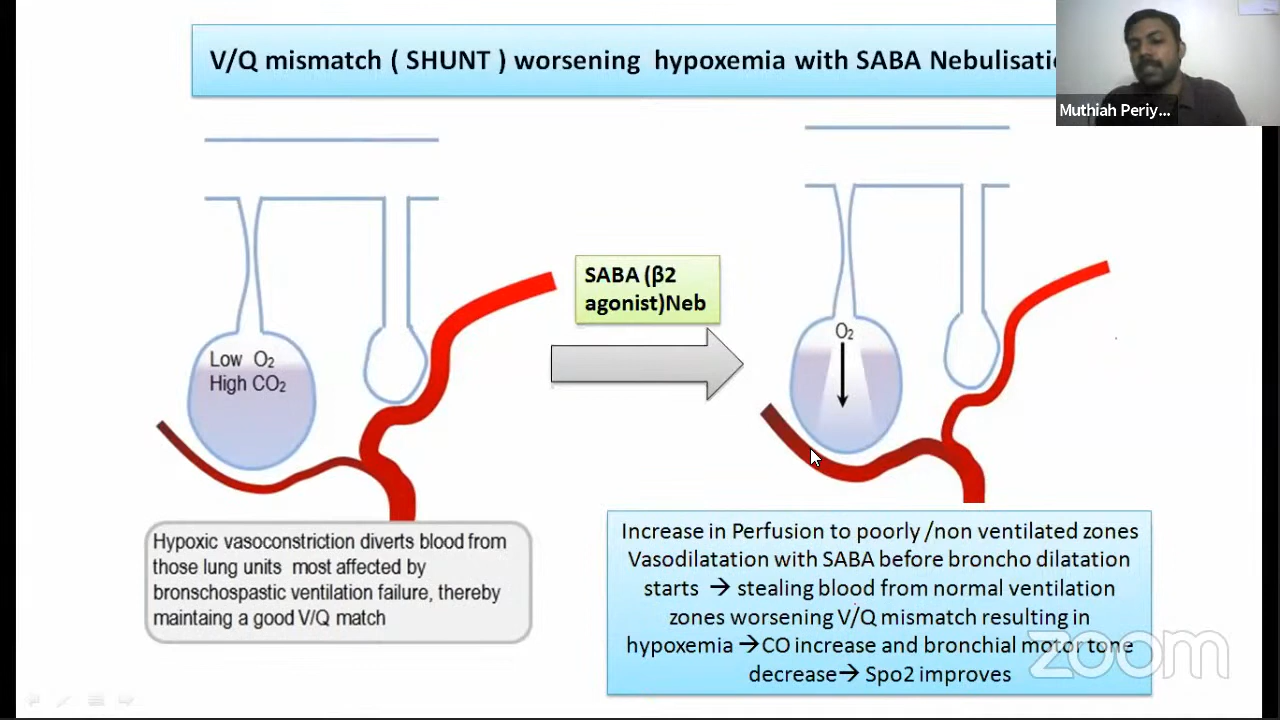 V/Q mismatch ( SHUNT ) worsening hypoxemia with SABA Nebulisatio
Muthiah Periy...
Low O₂
High CO₂
SABA (β2
agonist)Neb
O₂
Hypoxic vasoconstriction diverts blood from
those lung units most affected by
bronschospastic ventilation failure, thereby
maintaing a good V/Q match
Increase in Perfusion to poorly /non ventilated zones
Vasodilatation with SABA before broncho dilatation
starts → stealing blood from normal ventilation
zones worsening V/Q mismatch resulting in
hypoxemia →CO increase and bronchial motor tone
decrease→ Spo2 improves
zoom